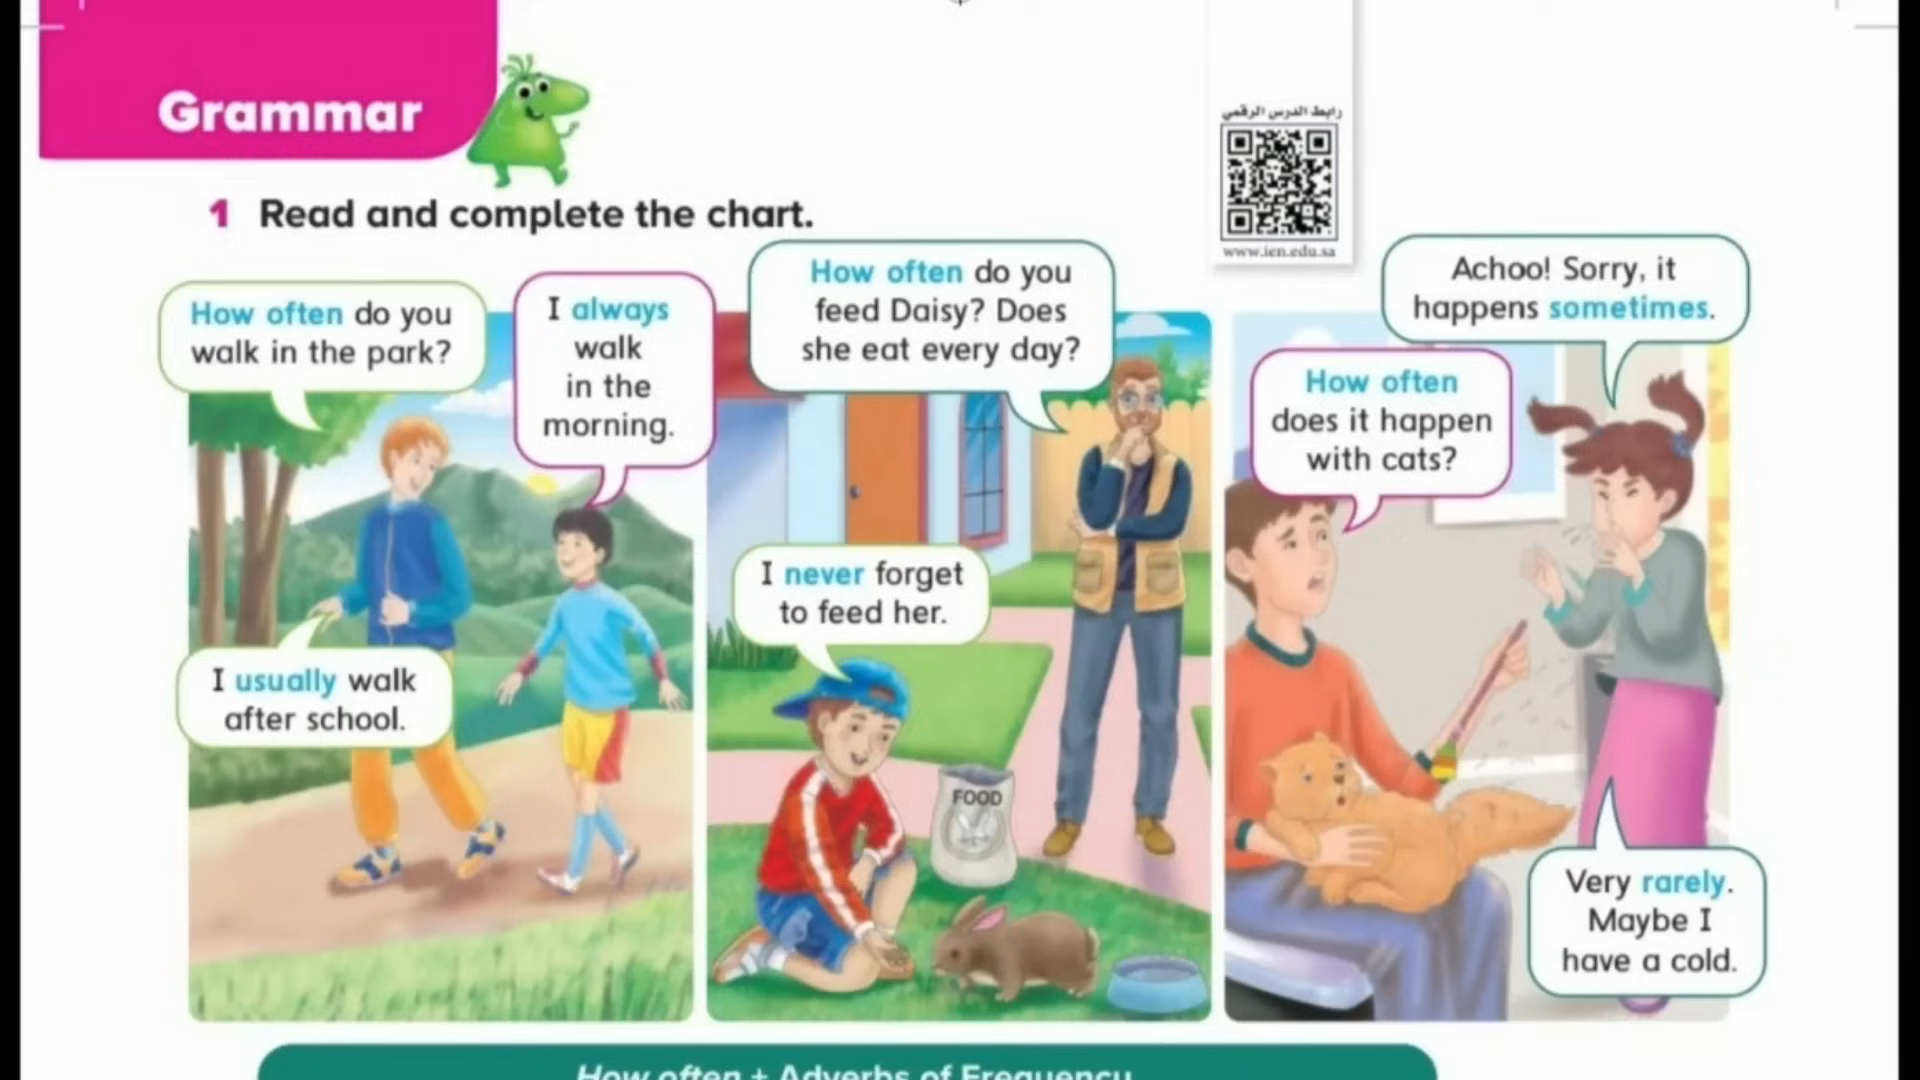 Grammar
رابط الدرس الرقمي
www.ien.edu.sa
1 Read and complete the chart.
How often do you
walk in the park?
I always
walk
in the
morning.
I usually walk
after school.
How often do you
feed Daisy? Does
she eat every day?
I never forget
to feed her.
FOOD
Achoo! Sorry, it
happens sometimes.
How often
does it happen
with cats?
Very rarely.
Maybe I
have a cold.
How often + Adverbs of Frequency